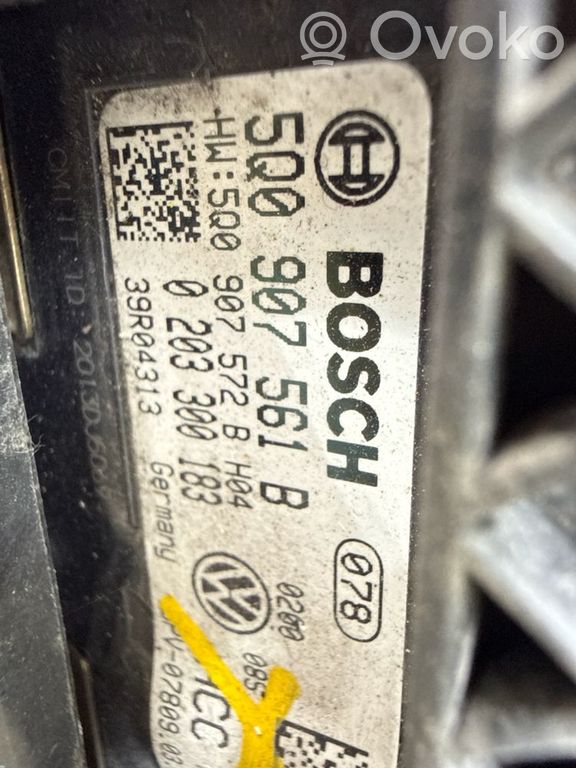 Ovoko
BOSCH
078
5Q0 907 561 B
HW:5Q0 907 572 B H04
0200
0 203 300 183
085
39R04313
Germany
ACC